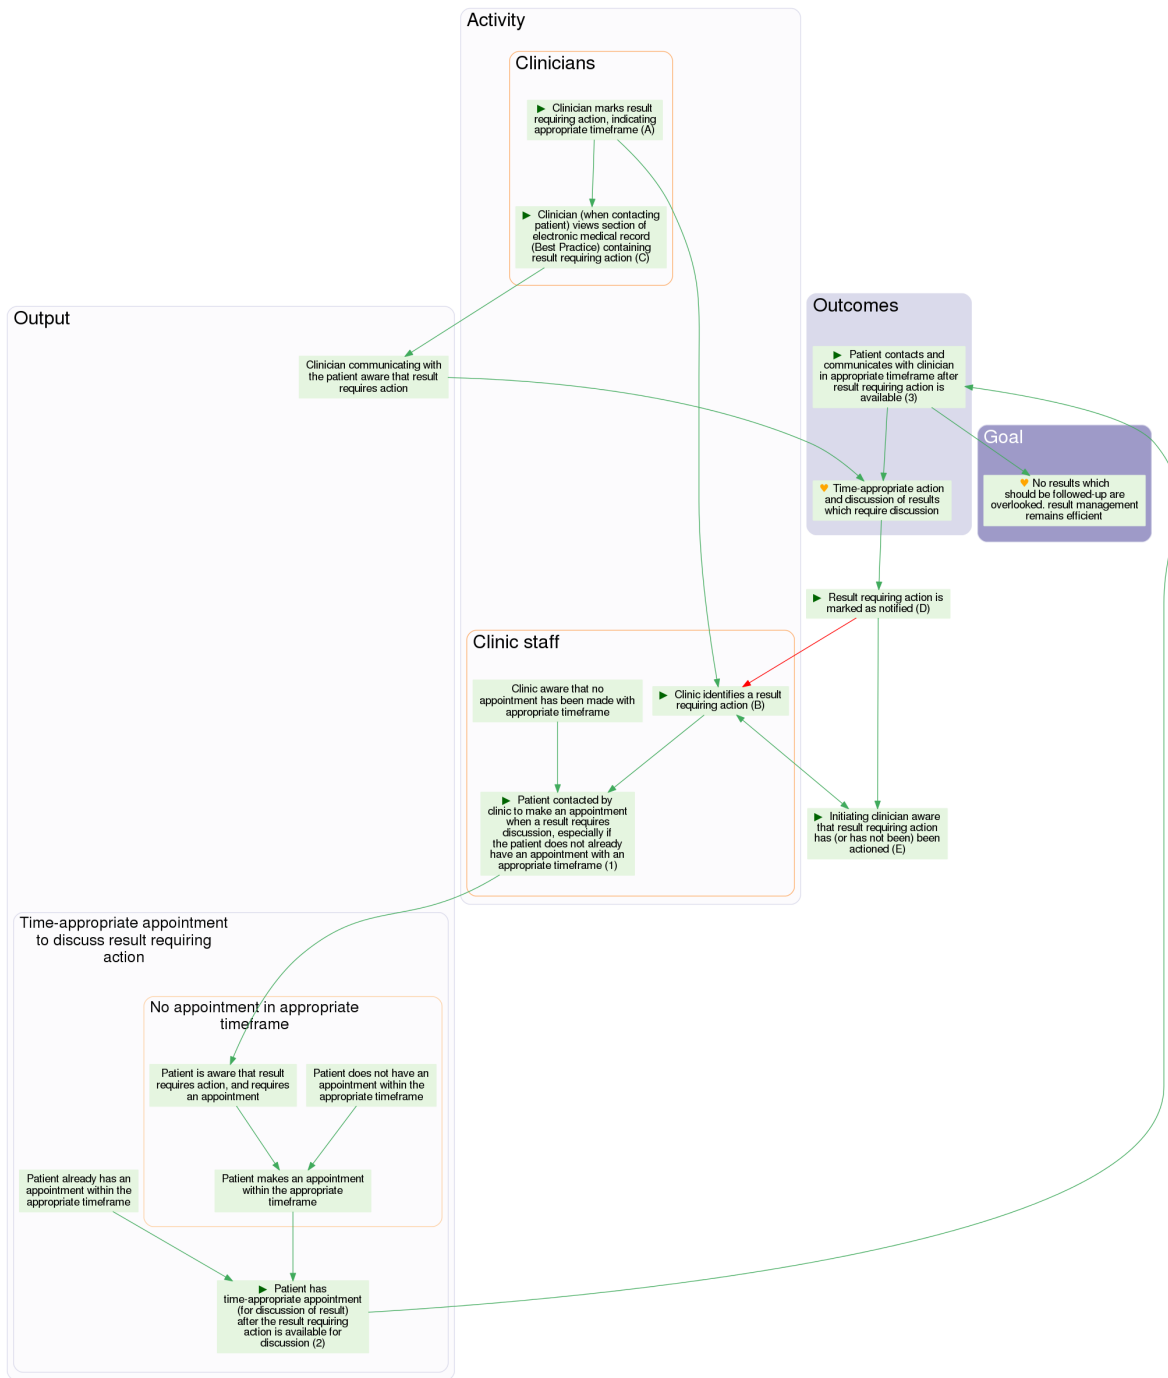 Activity
Clinicians
▶ Clinician marks result
requiring action, indicating
appropriate timeframe (A)
▶ Clinician (when contacting
patient) views section of
electronic medical record
(Best Practice) containing
result requiring action (C)
Output
Clinician communicating with
the patient aware that result
requires action
Outcomes
▶ Patient contacts and
communicates with clinician
in appropriate timeframe after
result requiring action is
available (3)
Goal
♥ No results which
should be followed-up are
overlooked. result management
remains efficient
♥ Time-appropriate action
and discussion of results
which require discussion
▶ Result requiring action is
marked as notified (D)
Clinic staff
Clinic aware that no
appointment has been made with
appropriate timeframe
▶ Clinic identifies a result
requiring action (B)
▶ Patient contacted by
clinic to make an appointment
when a result requires
discussion, especially if
the patient does not already
have an appointment with an
appropriate timeframe (1)
▶ Initiating clinician aware
that result requiring action
has (or has not been) been
actioned (E)
Time-appropriate appointment
to discuss result requiring
action
No appointment in appropriate
timeframe
Patient is aware that result
requires action, and requires
an appointment
Patient does not have an
appointment within the
appropriate timeframe
Patient already has an
appointment within the
appropriate timeframe
Patient makes an appointment
within the appropriate
timeframe
▶ Patient has
time-appropriate appointment
(for discussion of result)
after the result requiring
action is available for
discussion (2)